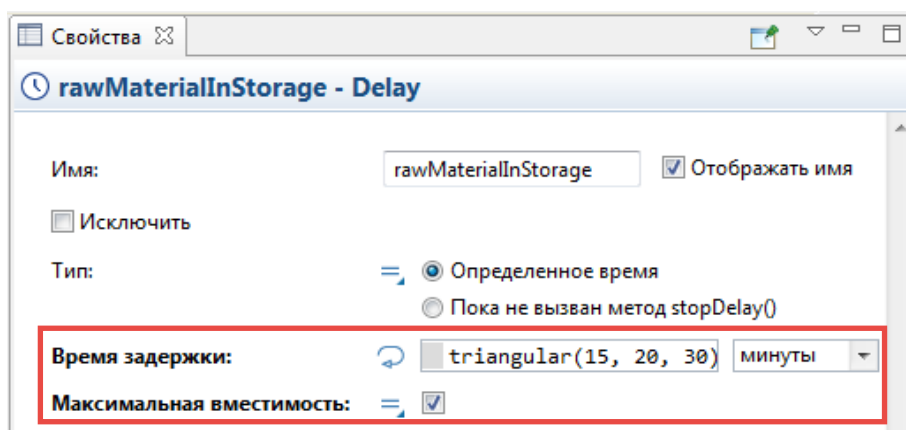 Свойства
rawMaterialInStorage - Delay
Имя: rawMaterialInStorage Отображать имя
Исключить
Тип: Определенное время
Пока не вызван метод stopDelay()
Время задержки: triangular(15, 20, 30) минуты
Максимальная вместимость: